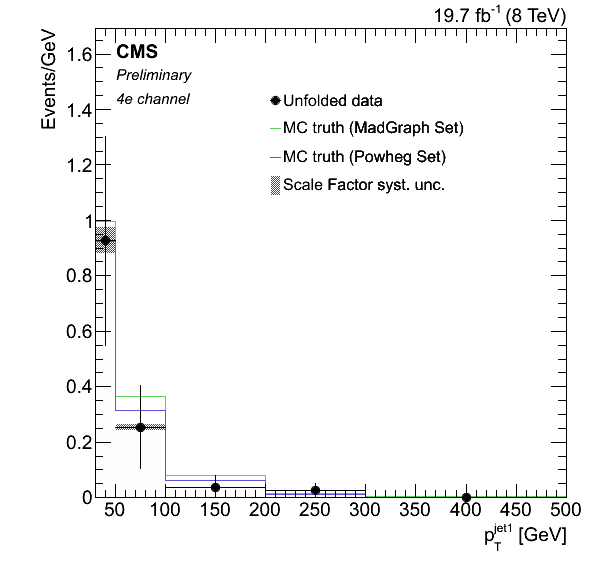 19.7 fb⁻¹ (8 TeV)
Events/GeV
CMS
Preliminary
4e channel
Unfolded data
MC truth (MadGraph Set)
MC truth (Powheg Set)
Scale Factor syst. unc.
1.6
1.4
1.2
1
0.8
0.6
0.4
0.2
0
50 100 150 200 250 300 350 400 450 500
p_T^jet1 [GeV]